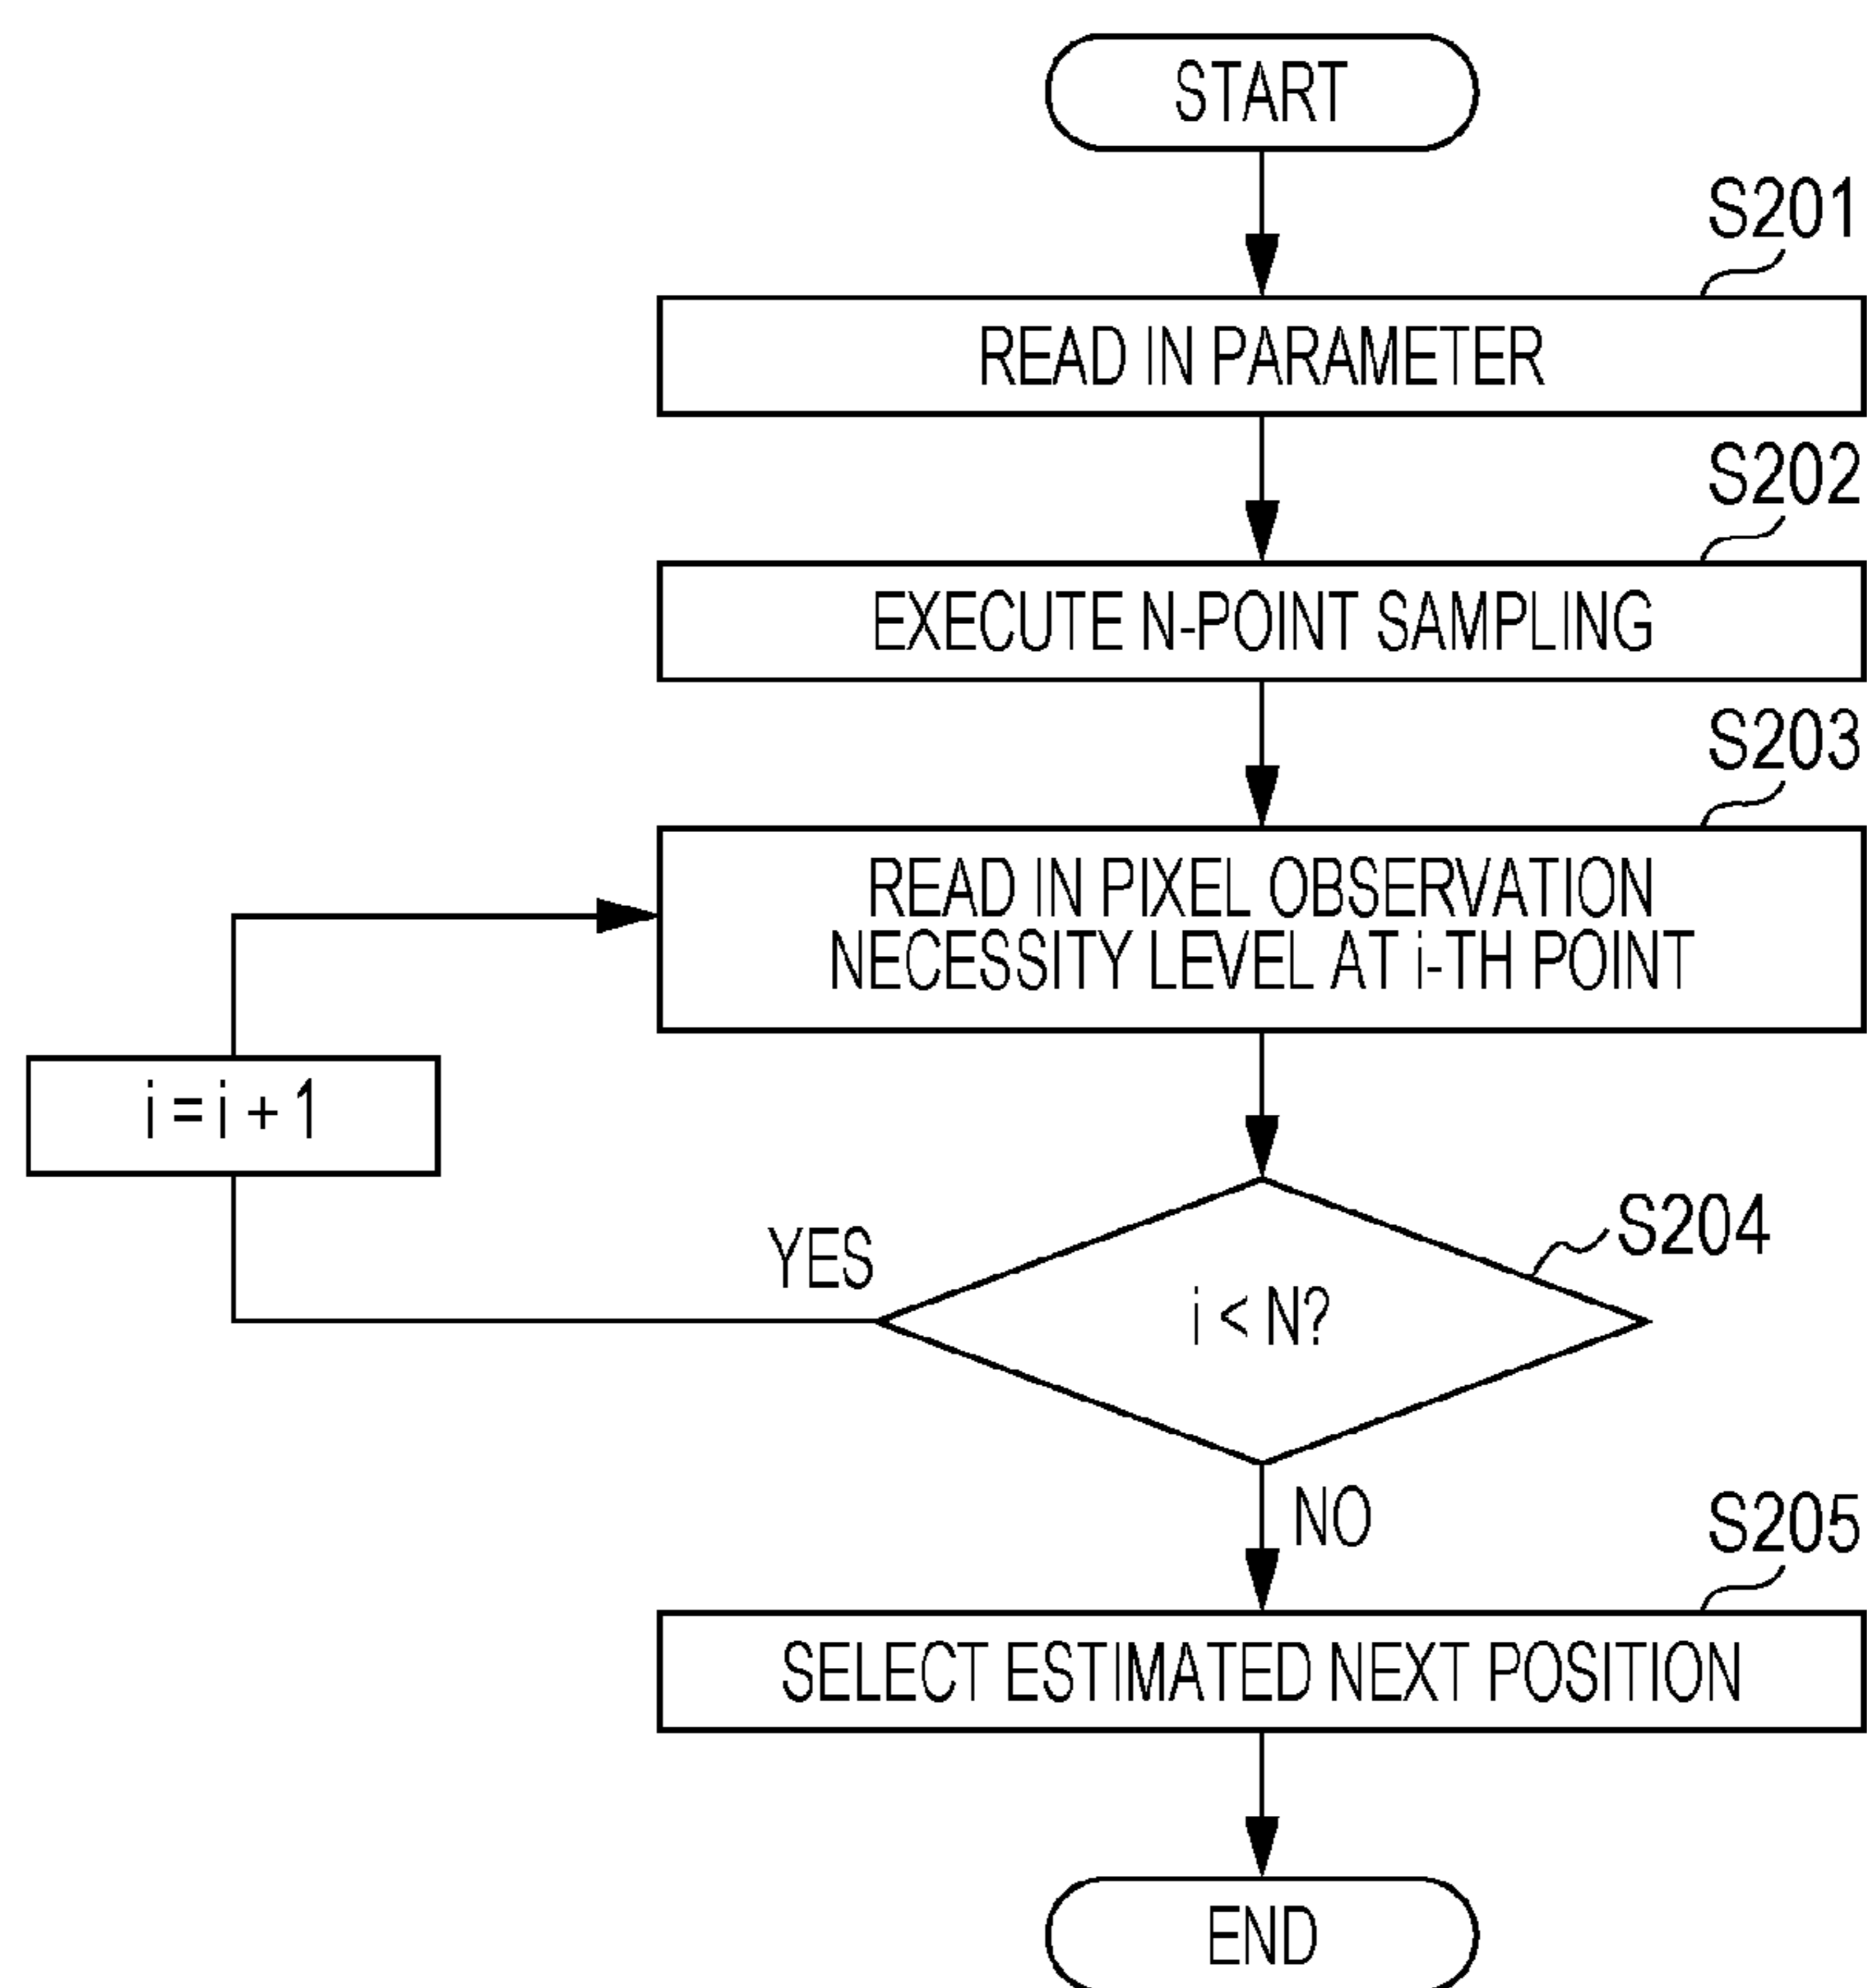 START
S201
READ IN PARAMETER
S202
EXECUTE N-POINT SAMPLING
S203
READ IN PIXEL OBSERVATION
NECESSITY LEVEL AT i-TH POINT
i = i + 1
YES
S204
i < N?
NO
S205
SELECT ESTIMATED NEXT POSITION
END